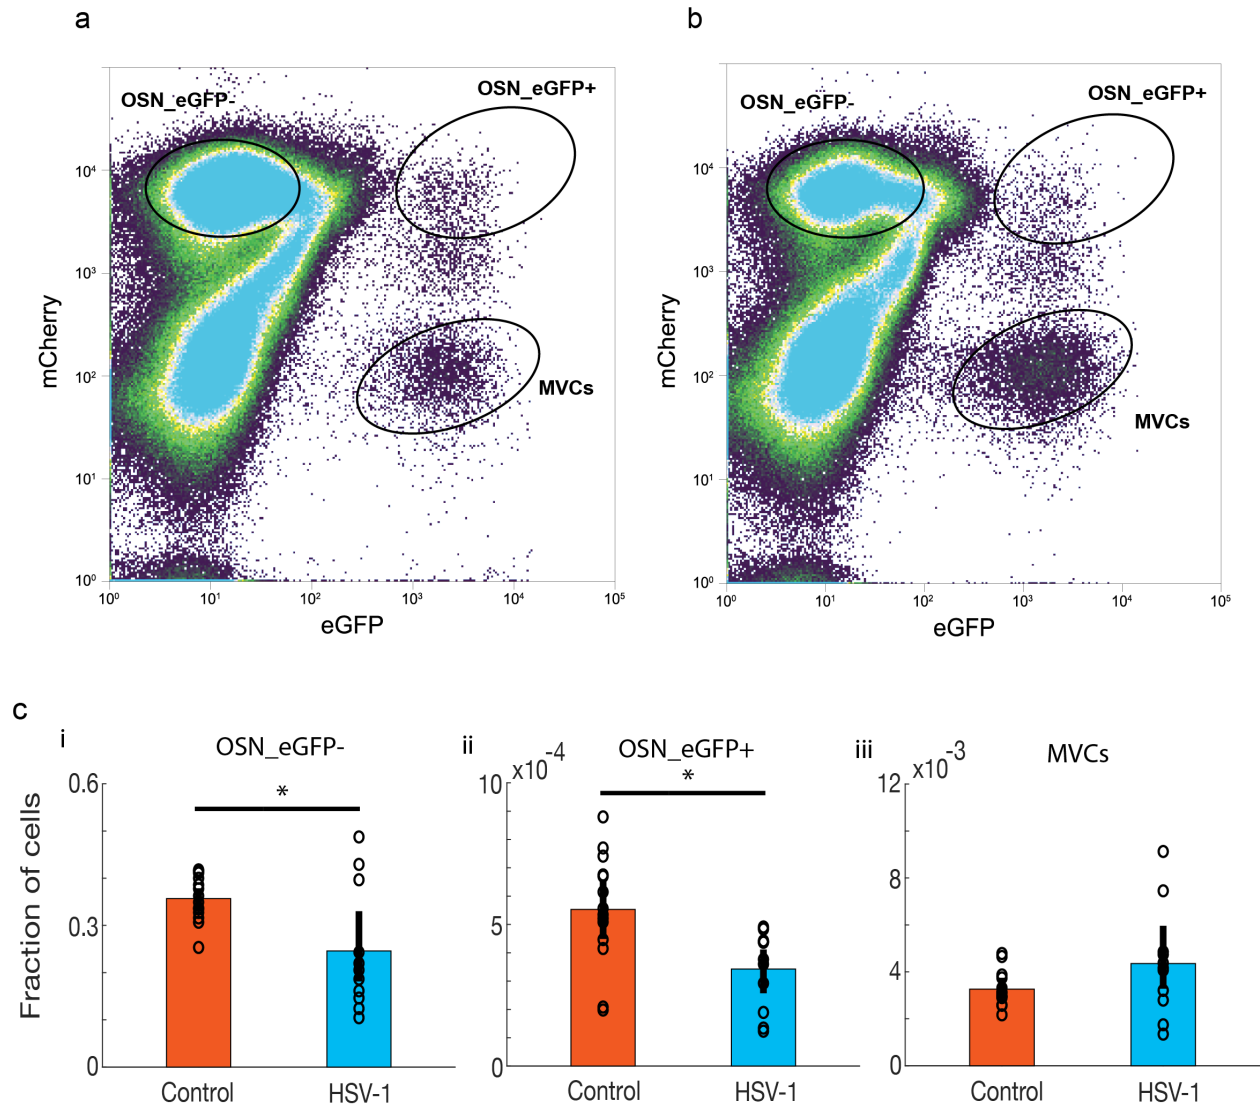 a
b
OSN_eGFP-
OSN_eGFP+
MVCs
10⁴
10³
10²
10¹
10⁰
mCherry
10⁰ 10¹ 10² 10³ 10⁴ 10⁵
eGFP
OSN_eGFP-
OSN_eGFP+
MVCs
10⁴
10³
10²
10¹
10⁰
mCherry
10⁰ 10¹ 10² 10³ 10⁴ 10⁵
eGFP
c
i
OSN_eGFP-
*
0.6
0.3
0
Fraction of cells
Control HSV-1
ii
x10⁻⁴
OSN_eGFP+
*
10
5
0
Control HSV-1
iii
x10⁻³
MVCs
12
8
4
0
Control HSV-1